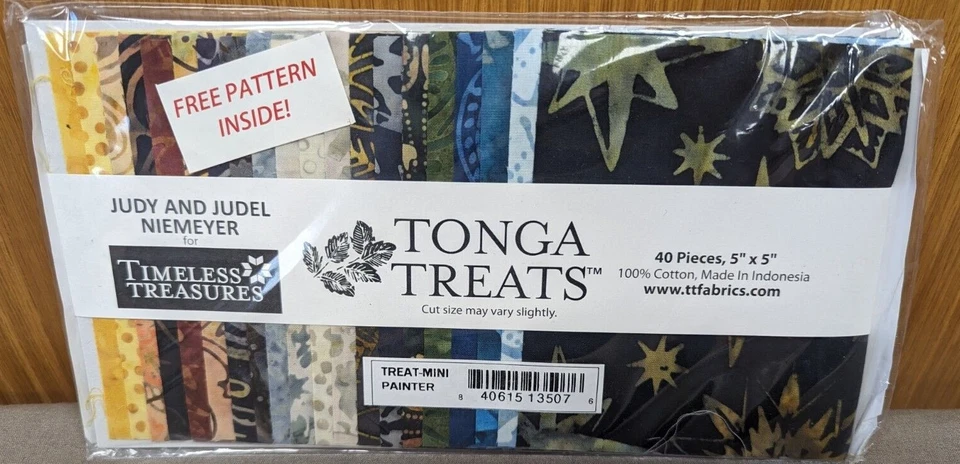 FREE PATTERN
INSIDE!
JUDY AND JUDEL
NIEMEYER
for
TIMELESS
TREASURES
TONGA
TREATS™
Cut size may vary slightly.
40 Pieces, 5" x 5"
100% Cotton, Made In Indonesia
www.ttfabrics.com
TREAT-MINI
PAINTER
8 40615 13507 6